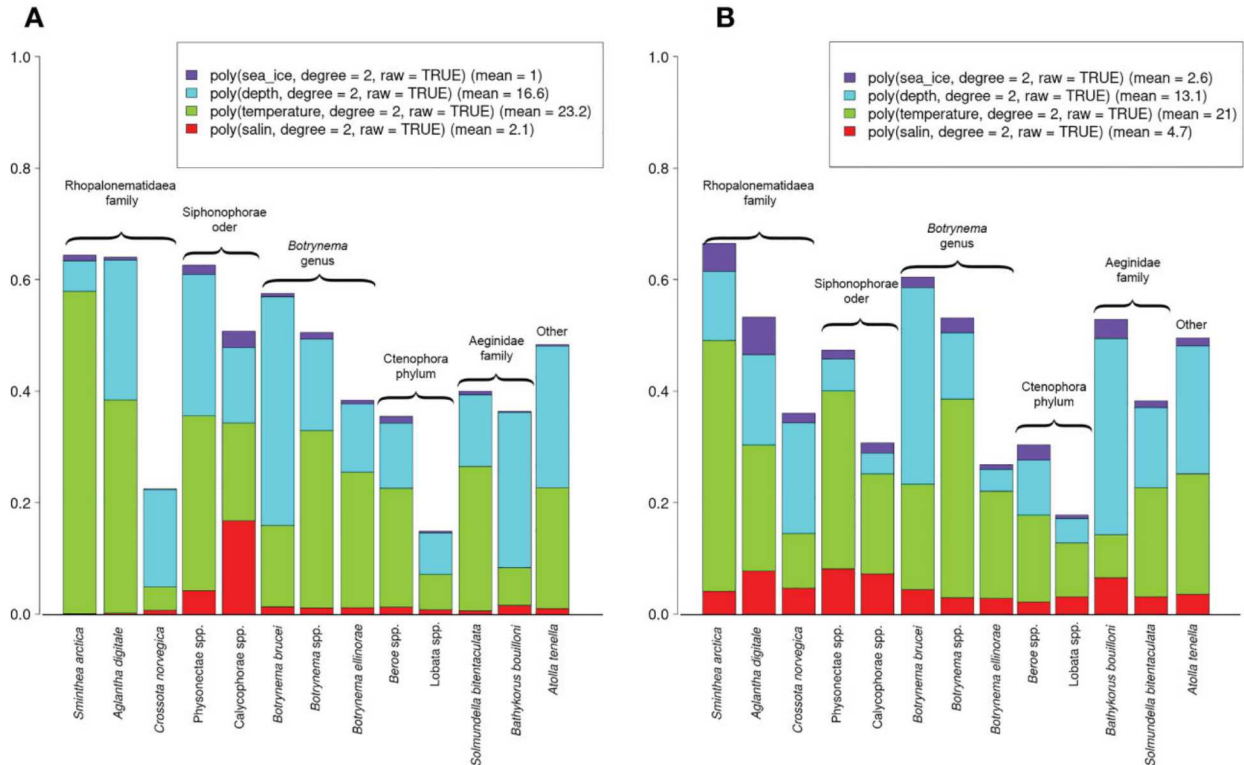 A
poly(sea_ice, degree = 2, raw = TRUE) (mean = 1)
poly(depth, degree = 2, raw = TRUE) (mean = 16.6)
poly(temperature, degree = 2, raw = TRUE) (mean = 23.2)
poly(salin, degree = 2, raw = TRUE) (mean = 2.1)
1.0
0.8
0.6
0.4
0.2
0.0
Rhopalonematidaea
family
Siphonophorae
oder
Botrynema
genus
Ctenophora
phylum
Aeginidae
family
Other
Sminthea arctica
Aglantha digitale
Crossota norvegica
Physonectae spp.
Calycophorae spp.
Botrynema brucei
Botrynema spp.
Botrynema ellinorae
Beroe spp.
Lobata spp.
Solmundella bitentaculata
Bathykorus bouilloni
Atolla tenella
B
poly(sea_ice, degree = 2, raw = TRUE) (mean = 2.6)
poly(depth, degree = 2, raw = TRUE) (mean = 13.1)
poly(temperature, degree = 2, raw = TRUE) (mean = 21)
poly(salin, degree = 2, raw = TRUE) (mean = 4.7)
1.0
0.8
0.6
0.4
0.2
0.0
Rhopalonematidaea
family
Siphonophorae
oder
Botrynema
genus
Ctenophora
phylum
Aeginidae
family
Other
Sminthea arctica
Aglantha digitale
Crossota norvegica
Physonectae spp.
Calycophorae spp.
Botrynema brucei
Botrynema spp.
Botrynema ellinorae
Beroe spp.
Lobata spp.
Bathykorus bouilloni
Solmundella bitentaculata
Atolla tenella